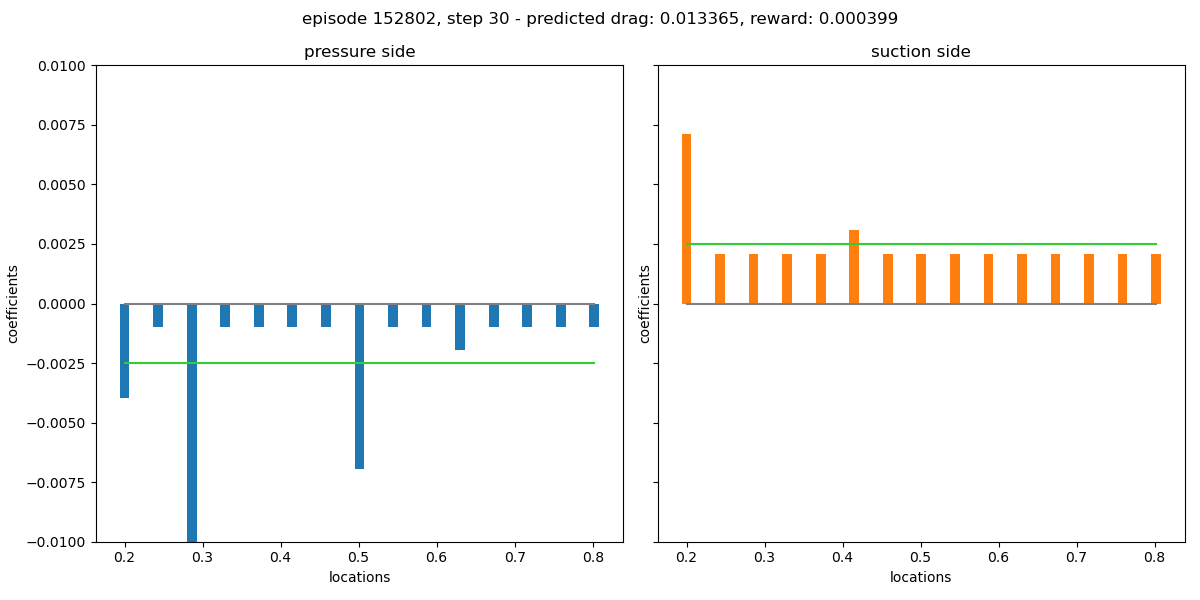 episode 152802, step 30 - predicted drag: 0.013365, reward: 0.000399
pressure side
suction side
0.0100
0.0075
0.0050
0.0025
0.0000
−0.0025
−0.0050
−0.0075
−0.0100
coefficients
coefficients
0.2 0.3 0.4 0.5 0.6 0.7 0.8
0.2 0.3 0.4 0.5 0.6 0.7 0.8
locations
locations